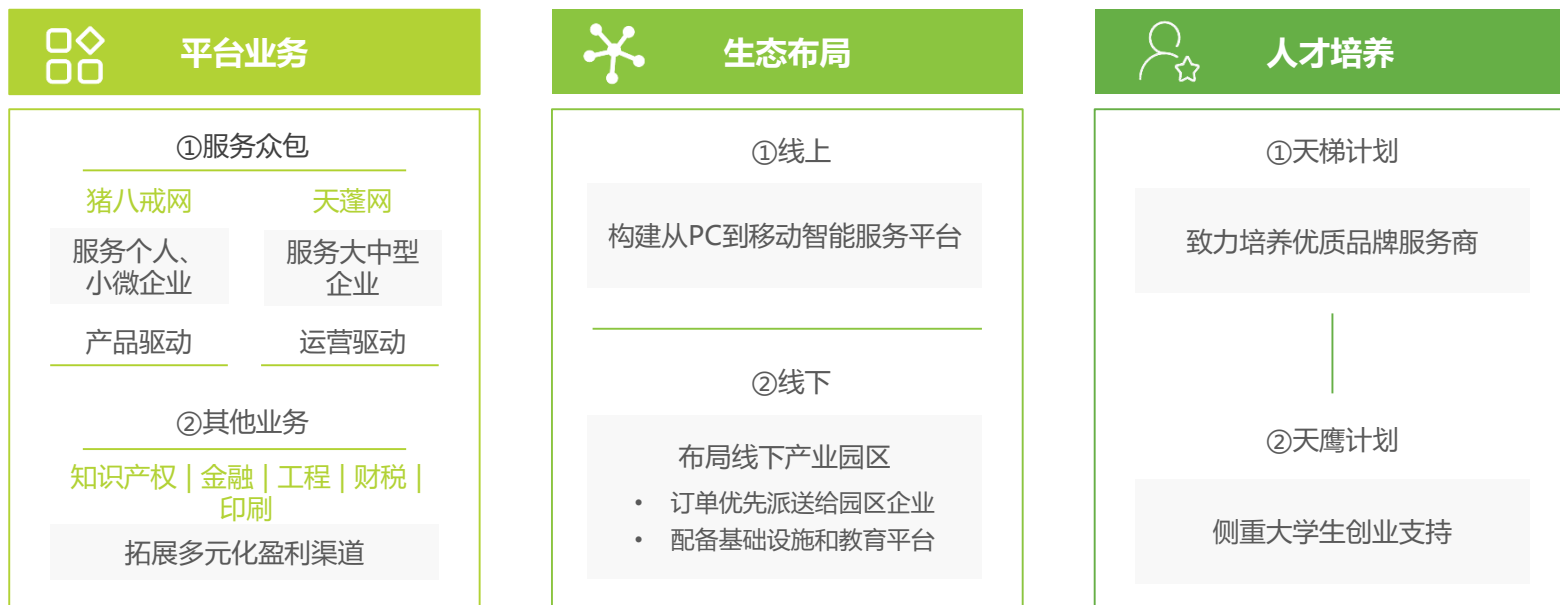 平台业务
①服务众包
猪八戒网
服务个人、
小微企业
产品驱动
天蓬网
服务大中型
企业
运营驱动
②其他业务
知识产权 | 金融 | 工程 | 财税 |
印刷
拓展多元化盈利渠道
生态布局
①线上
构建从PC到移动智能服务平台
②线下
布局线下产业园区
• 订单优先派送给园区企业
• 配备基础设施和教育平台
人才培养
①天梯计划
致力培养优质品牌服务商
②天鹰计划
侧重大学生创业支持